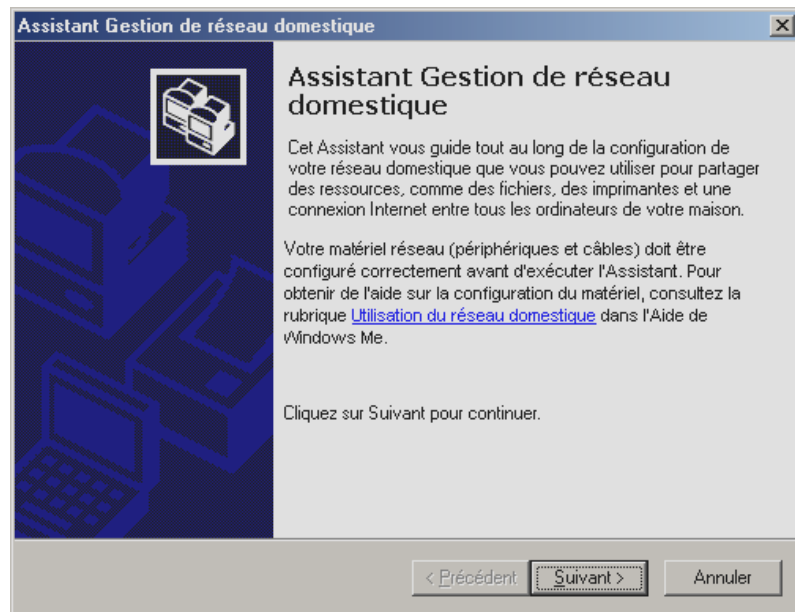 Assistant Gestion de réseau domestique
Assistant Gestion de réseau
domestique
Cet Assistant vous guide tout au long de la configuration de
votre réseau domestique que vous pouvez utiliser pour partager
des ressources, comme des fichiers, des imprimantes et une
connexion Internet entre tous les ordinateurs de votre maison.
Votre matériel réseau (périphériques et câbles) doit être
configuré correctement avant d'exécuter l'Assistant. Pour
obtenir de l'aide sur la configuration du matériel, consultez la
rubrique Utilisation du réseau domestique dans l'Aide de
Windows Me.
Cliquez sur Suivant pour continuer.
< Précédent Suivant > Annuler